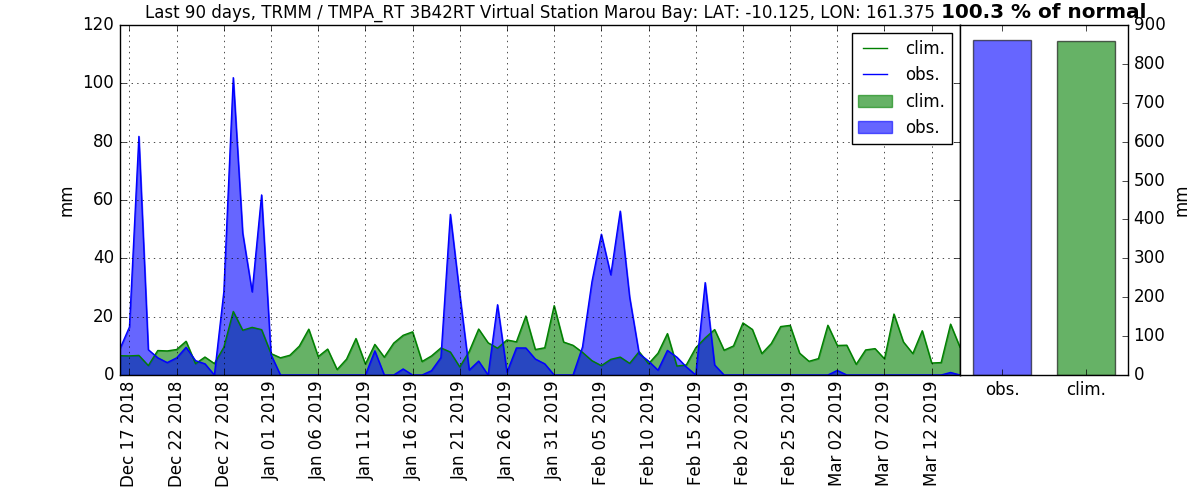 Last 90 days, TRMM / TMPA_RT 3B42RT Virtual Station Marou Bay: LAT: -10.125, LON: 161.375 100.3 % of normal
120
100
80
60
40
20
0
mm
clim.
obs.
clim.
obs.
900
800
700
600
500
400
300
200
100
0
mm
Dec 17 2018
Dec 22 2018
Dec 27 2018
Jan 01 2019
Jan 06 2019
Jan 11 2019
Jan 16 2019
Jan 21 2019
Jan 26 2019
Jan 31 2019
Feb 05 2019
Feb 10 2019
Feb 15 2019
Feb 20 2019
Feb 25 2019
Mar 02 2019
Mar 07 2019
Mar 12 2019
obs.
clim.